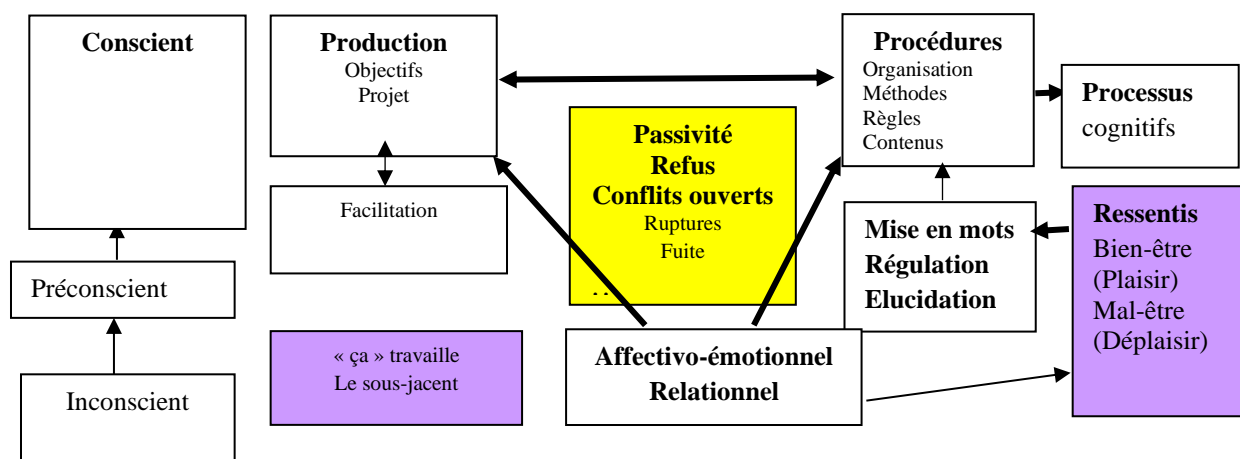 Conscient
Préconscient
Inconscient
Production
Objectifs
Projet
Facilitation
« ça » travaille
Le sous-jacent
Passivité
Refus
Conflits ouverts
Ruptures
Fuite
Affectivo-émotionnel
Relationnel
Procédures
Organisation
Méthodes
Règles
Contenus
Mise en mots
Régulation
Elucidation
Processus
cognitifs
Ressentis
Bien-être
(Plaisir)
Mal-être
(Déplaisir)